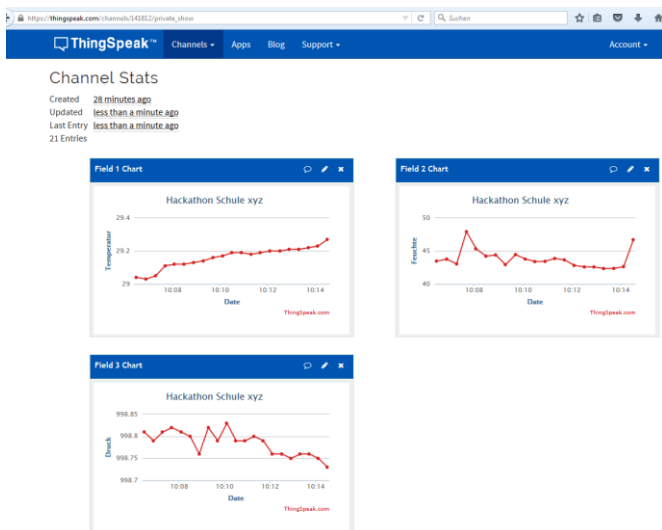 https://thingspeak.com/channels/141812/private_show
Suchen
ThingSpeak™ Channels Apps Blog Support Account
Channel Stats
Created 28 minutes ago
Updated less than a minute ago
Last Entry less than a minute ago
21 Entries
Field 1 Chart
Hackathon Schule xyz
Temperatur
29.4
29.2
29
10:08 10:10 10:12 10:14
Date
ThingSpeak.com
Field 2 Chart
Hackathon Schule xyz
Feuchte
50
45
40
10:08 10:10 10:12 10:14
Date
ThingSpeak.com
Field 3 Chart
Hackathon Schule xyz
Druck
998.85
998.8
998.75
998.7
10:08 10:10 10:12 10:14
Date
ThingSpeak.com